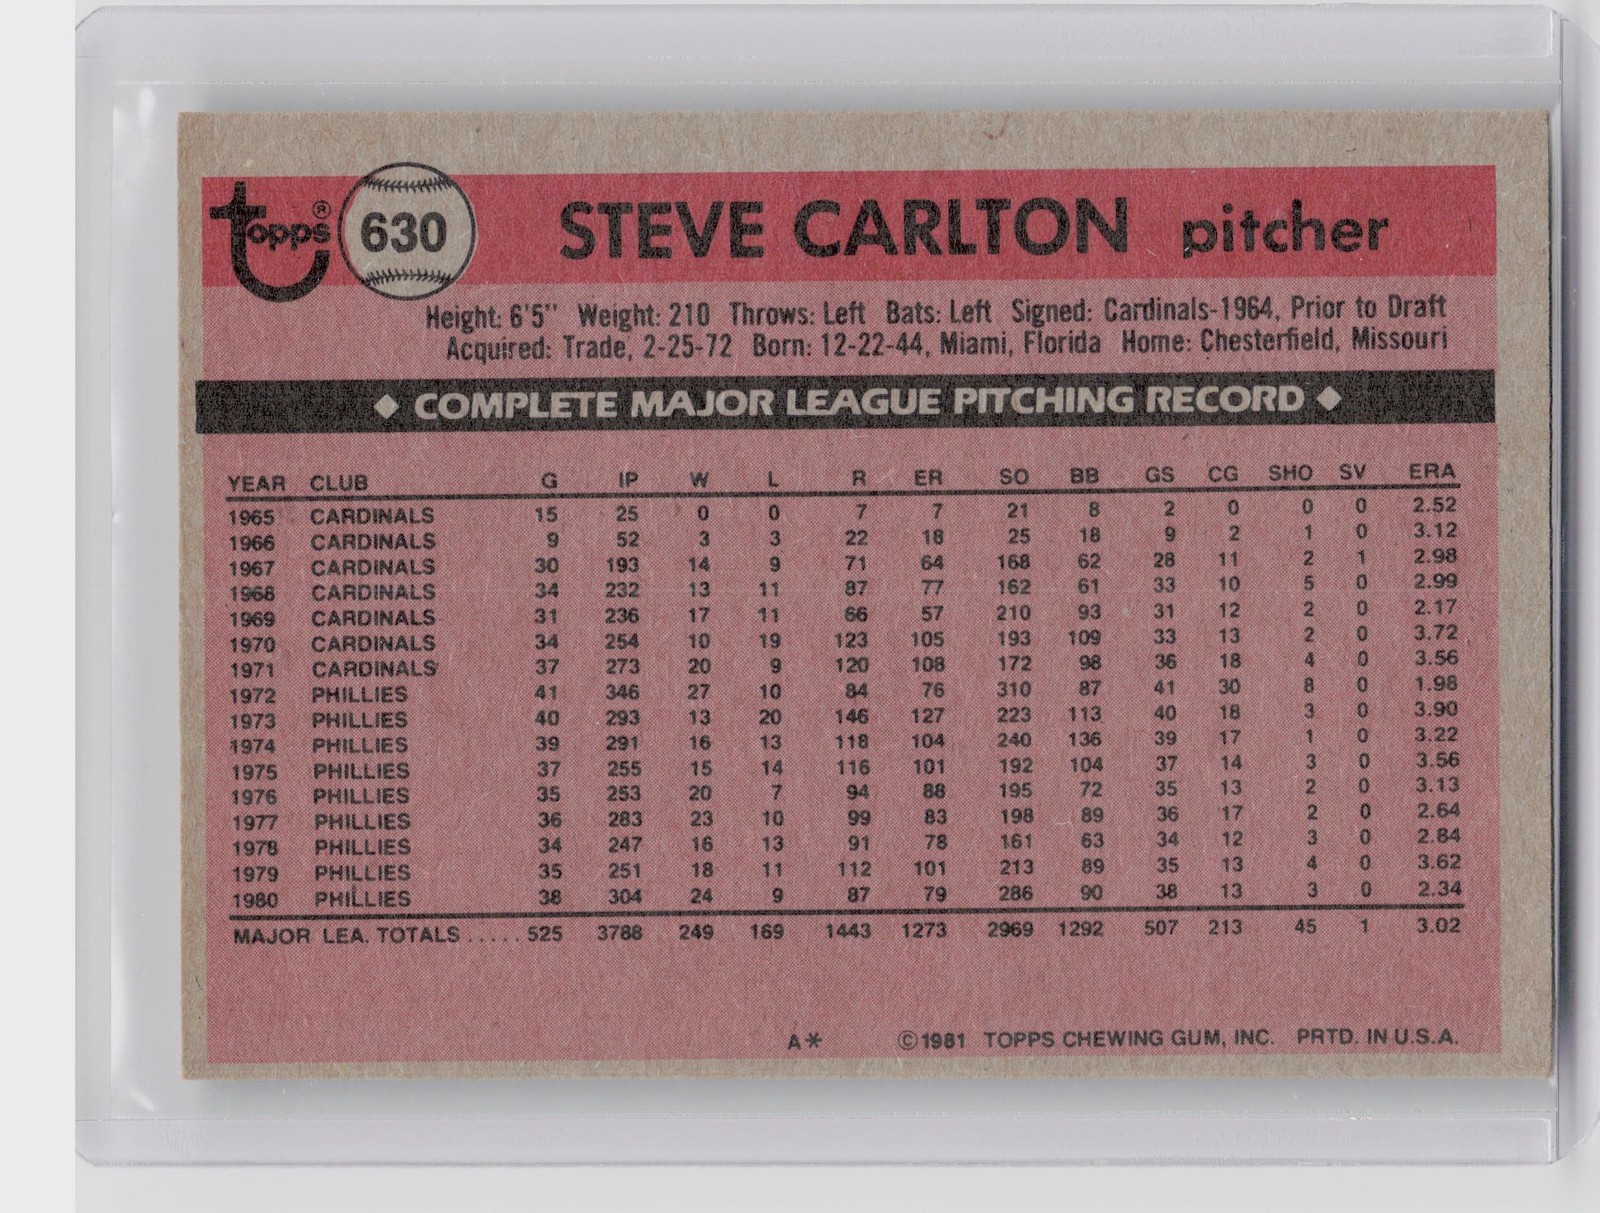 topps® 630 STEVE CARLTON pitcher
Height: 6'5" Weight: 210 Throws: Left Bats: Left Signed: Cardinals-1964, Prior to Draft
Acquired: Trade, 2-25-72 Born: 12-22-44, Miami, Florida Home: Chesterfield, Missouri
◆ COMPLETE MAJOR LEAGUE PITCHING RECORD ◆
YEAR CLUB G IP W L R ER SO BB GS CG SHO SV ERA
1965 CARDINALS 15 25 0 0 7 7 21 8 2 0 0 0 2.52
1966 CARDINALS 9 52 3 3 22 18 25 18 9 2 1 0 3.12
1967 CARDINALS 30 193 14 9 71 64 168 62 28 11 2 1 2.98
1968 CARDINALS 34 232 13 11 87 77 162 61 33 10 5 0 2.99
1969 CARDINALS 31 236 17 11 66 57 210 93 31 12 2 0 2.17
1970 CARDINALS 34 254 10 19 123 105 193 109 33 13 2 0 3.72
1971 CARDINALS 37 273 20 9 120 108 172 98 36 18 4 0 3.56
1972 PHILLIES 41 346 27 10 84 76 310 87 41 30 8 0 1.98
1973 PHILLIES 40 293 13 20 146 127 223 113 40 18 3 0 3.90
1974 PHILLIES 39 291 16 13 118 104 240 136 39 17 1 0 3.22
1975 PHILLIES 37 255 15 14 116 101 192 104 37 14 3 0 3.56
1976 PHILLIES 35 253 20 7 94 88 195 72 35 13 2 0 3.13
1977 PHILLIES 36 283 23 10 99 83 198 89 36 17 2 0 2.64
1978 PHILLIES 34 247 16 13 91 78 161 63 34 12 3 0 2.84
1979 PHILLIES 35 251 18 11 112 101 213 89 35 13 4 0 3.62
1980 PHILLIES 38 304 24 9 87 79 286 90 38 13 3 0 2.34
MAJOR LEA. TOTALS ..... 525 3788 249 169 1443 1273 2969 1292 507 213 45 1 3.02
A* ©1981 TOPPS CHEWING GUM, INC. PRTD. IN U.S.A.